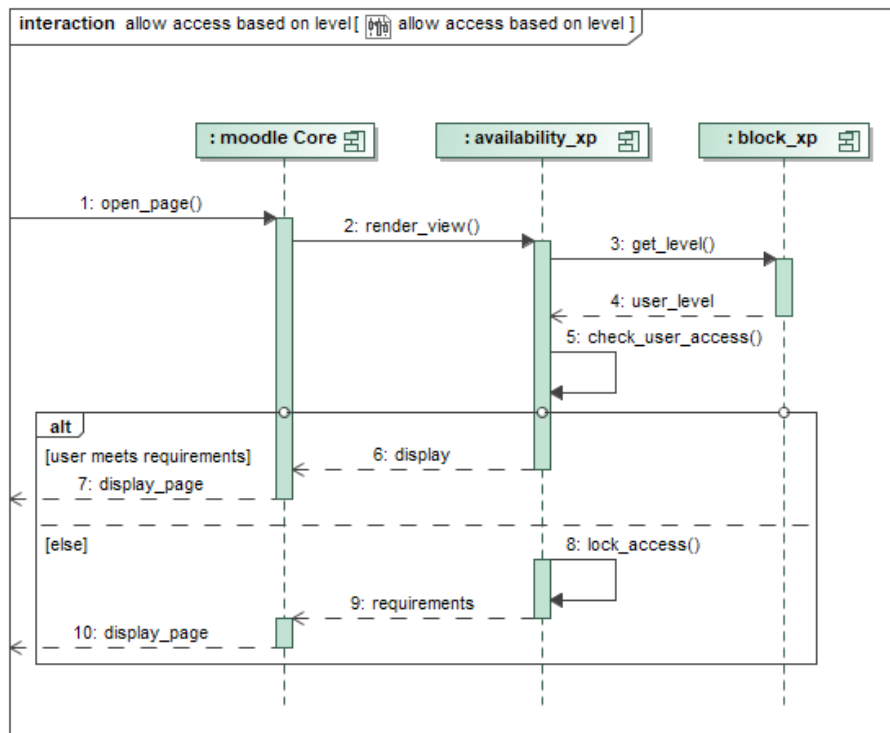 interaction allow access based on level[ allow access based on level ]
: moodle Core
: availability_xp
: block_xp
1: open_page()
2: render_view()
3: get_level()
4: user_level
5: check_user_access()
alt
[user meets requirements]
6: display
7: display_page
[else]
8: lock_access()
9: requirements
10: display_page